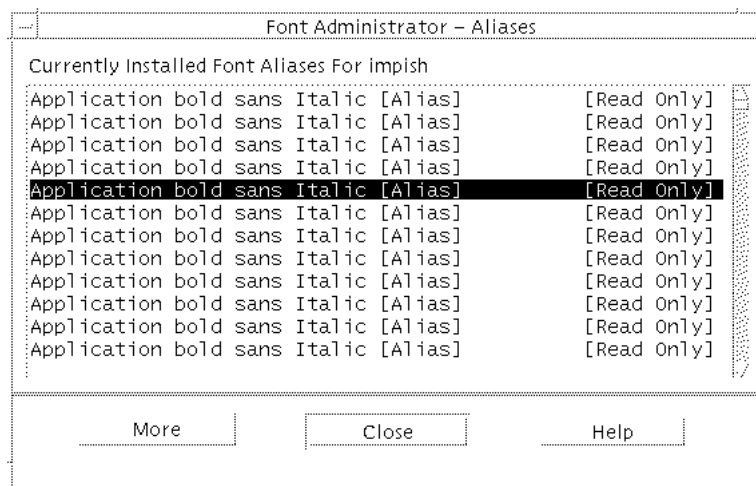 Font Administrator – Aliases
Currently Installed Font Aliases For impish
Application bold sans Italic [Alias] [Read Only]
Application bold sans Italic [Alias] [Read Only]
Application bold sans Italic [Alias] [Read Only]
Application bold sans Italic [Alias] [Read Only]
Application bold sans Italic [Alias] [Read Only]
Application bold sans Italic [Alias] [Read Only]
Application bold sans Italic [Alias] [Read Only]
Application bold sans Italic [Alias] [Read Only]
Application bold sans Italic [Alias] [Read Only]
Application bold sans Italic [Alias] [Read Only]
Application bold sans Italic [Alias] [Read Only]
Application bold sans Italic [Alias] [Read Only]
More Close Help